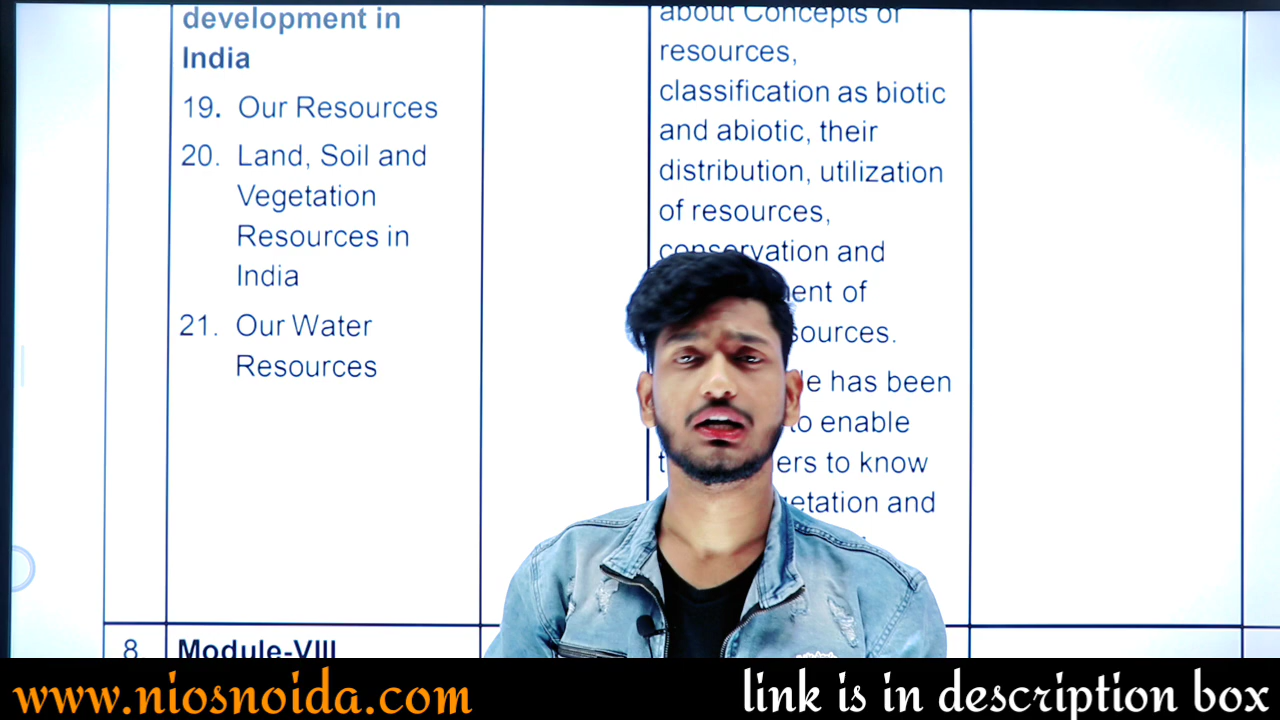 development in
India
19. Our Resources
20. Land, Soil and
Vegetation
Resources in
India
21. Our Water
Resources
about Concepts of
resources,
classification as biotic
and abiotic, their
distribution, utilization
of resources,
conservation and
of
has been
to enable
to know
and
8 Module-VIII
www.niosnoida.com
link is in description box